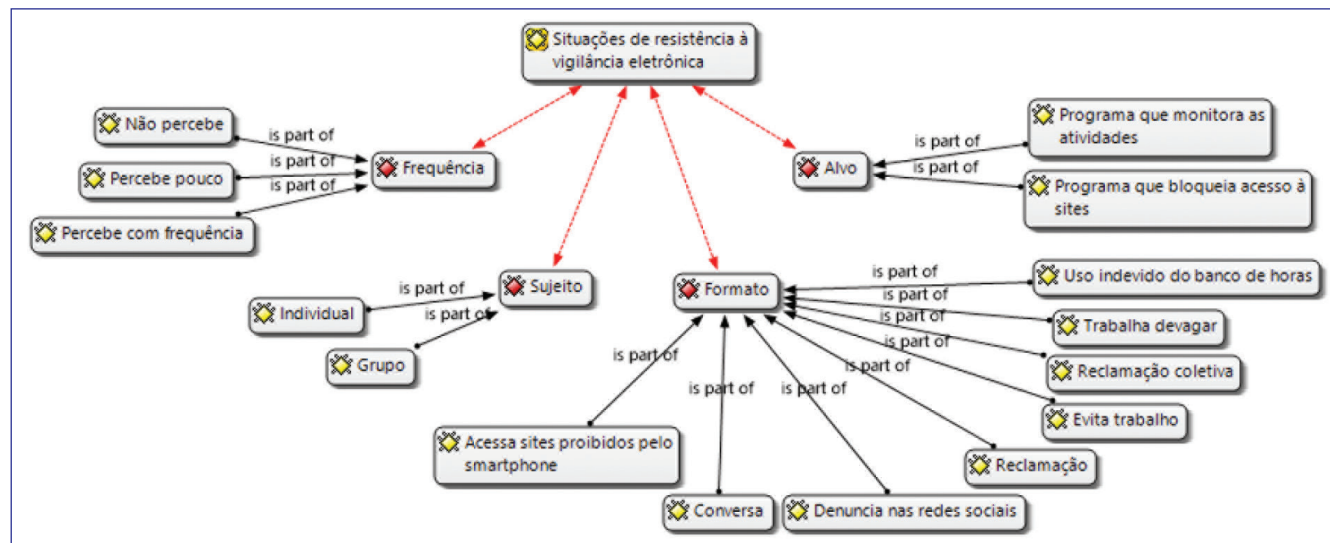 Situações de resistência à
vigilância eletrônica
Não percebe
is part of
Percebe pouco
is part of
is part of
Percebe com frequência
Frequência
Alvo
is part of
is part of
Programa que monitora as
atividades
Programa que bloqueia acesso à
sites
Sujeito
is part of
is part of
Individual
Grupo
Formato
is part of
is part of
is part of
is part of
is part of
is part of
is part of
is part of
Uso indevido do banco de horas
Trabalha devagar
Reclamação coletiva
Evita trabalho
Reclamação
Acessa sites proibidos pelo
smartphone
Conversa
Denuncia nas redes sociais